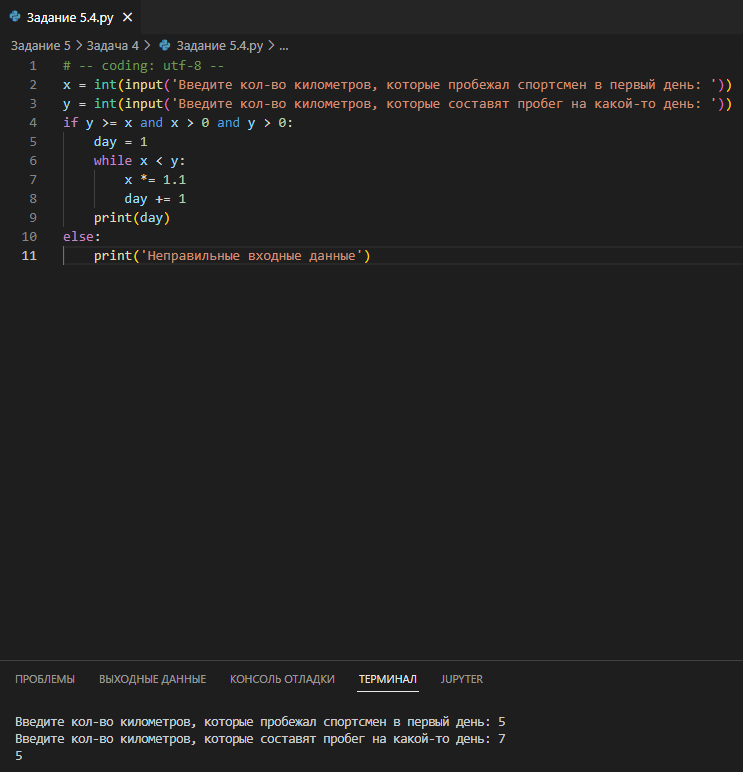 Задание 5.4.py ×
Задание 5 > Задача 4 > Задание 5.4.py > ...
1 # -- coding: utf-8 --
2 x = int(input('Введите кол-во километров, которые пробежал спортсмен в первый день: '))
3 y = int(input('Введите кол-во километров, которые составят пробег на какой-то день: '))
4 if y >= x and x > 0 and y > 0:
5     day = 1
6     while x < y:
7         x *= 1.1
8         day += 1
9     print(day)
10 else:
11     print('Неправильные входные данные')
ПРОБЛЕМЫ ВЫХОДНЫЕ ДАННЫЕ КОНСОЛЬ ОТЛАДКИ ТЕРМИНАЛ JUPYTER
Введите кол-во километров, которые пробежал спортсмен в первый день: 5
Введите кол-во километров, которые составят пробег на какой-то день: 7
5